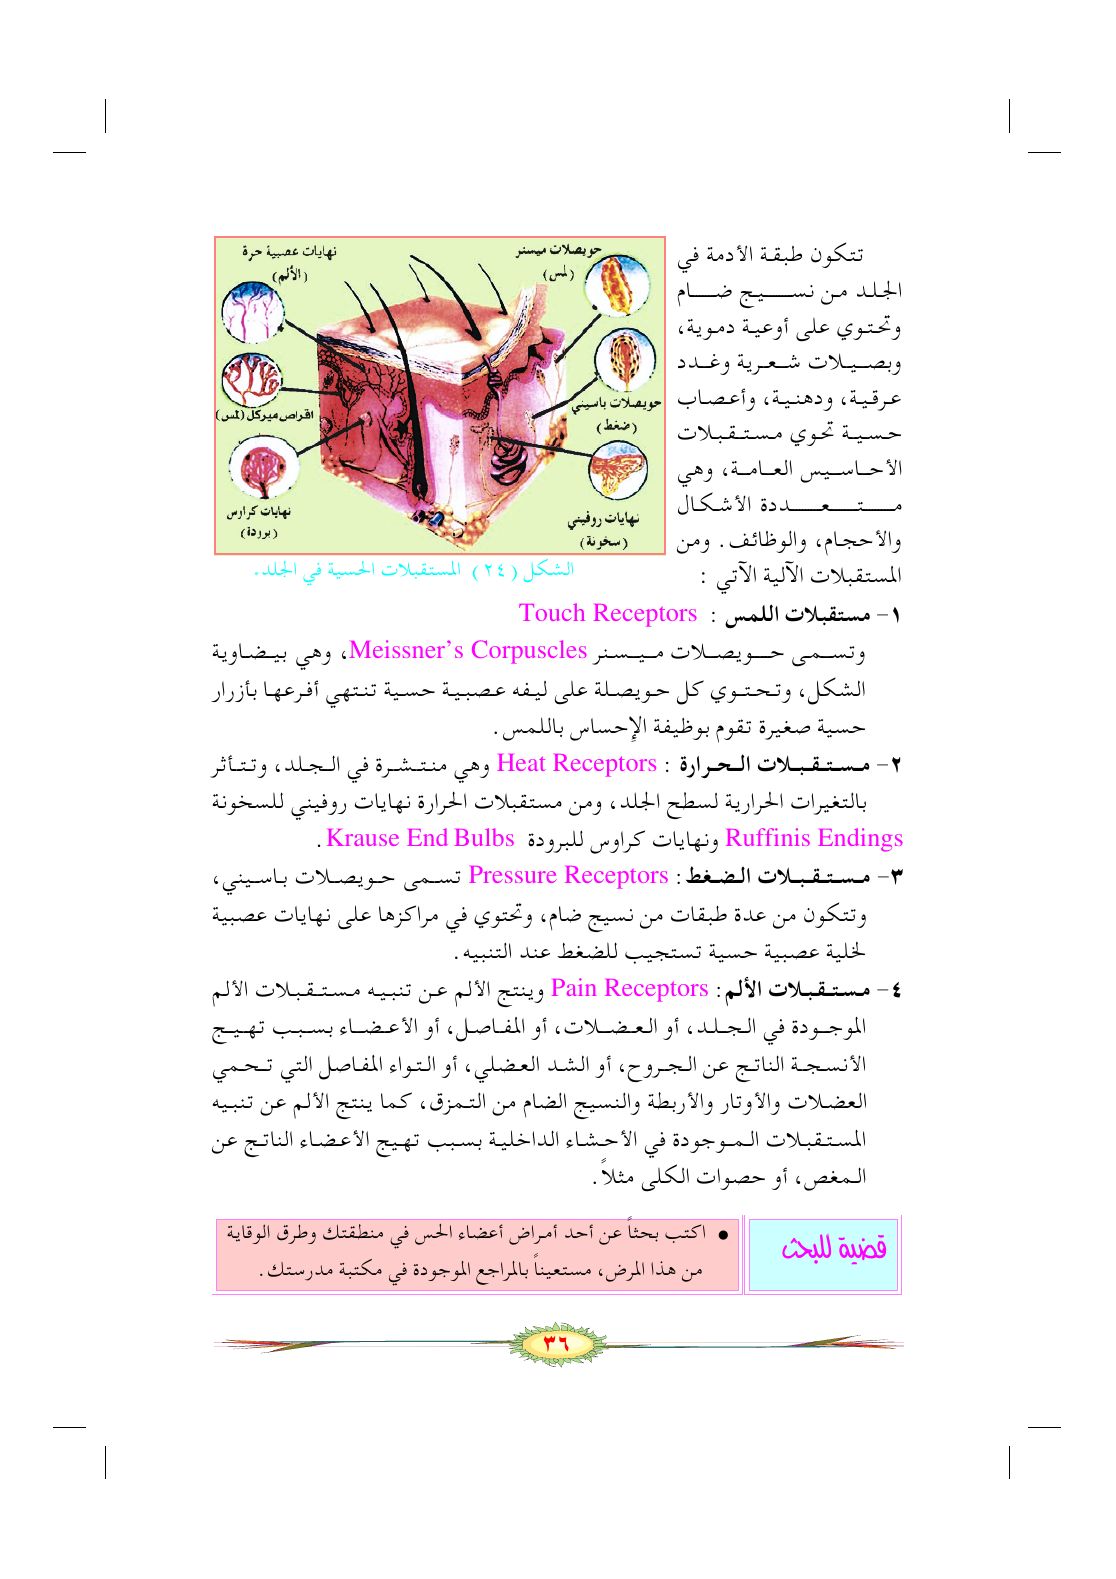 تتكون طبقة الأدمة في
الجلد من نسيج ضام
وتحتوي على أوعية دموية،
وبصيلات شعرية وغدد
عرقية، ودهنية، وأعصاب
حسية تحوي مستقبلات
الأحاسيس العامة، وهي
متعددة الأشكال
والأحجام، والوظائف. ومن
المستقبلات الآلية الآتي :
حويصلات ميسنر
(لمس)
نهايات عصبية حرة
(الألم)
حويصلات باسيني
(ضغط)
اقراص ميركل (لمس)
نهايات روفيني
(سخونة)
نهايات كراوس
(برودة)
الشكل (٢٤) المستقبلات الحسية في الجلد.
١- مستقبلات اللمس : Touch Receptors
وتسمى حويصلات ميسنر Meissner's Corpuscles، وهي بيضاوية
الشكل، وتحتوي كل حويصلة على ليفه عصبية حسية تنتهي أفرعها بأزرار
حسية صغيرة تقوم بوظيفة الإحساس باللمس.
٢- مستقبلات الحرارة : Heat Receptors وهي منتشرة في الجلد، وتتأثر
بالتغيرات الحرارية لسطح الجلد، ومن مستقبلات الحرارة نهايات روفيني للسخونة
Ruffinis Endings ونهايات كراوس للبرودة Krause End Bulbs .
٣- مستقبلات الضغط : Pressure Receptors تسمى حويصلات باسيني،
وتتكون من عدة طبقات من نسيج ضام، وتحتوي في مراكزها على نهايات عصبية
لخلية عصبية حسية تستجيب للضغط عند التنبيه.
٤- مستقبلات الألم : Pain Receptors وينتج الألم عن تنبيه مستقبلات الألم
الموجودة في الجلد، أو العضلات، أو المفاصل، أو الأعضاء بسبب تهيج
الأنسجة الناتج عن الجروح، أو الشد العضلي، أو التواء المفاصل التي تحمي
العضلات والأوتار والأربطة والنسيج الضام من التمزق، كما ينتج الألم عن تنبيه
المستقبلات الموجودة في الأحشاء الداخلية بسبب تهيج الأعضاء الناتج عن
المغص، أو حصوات الكلى مثلاً.
قضية للبحث
● اكتب بحثاً عن أحد أمراض أعضاء الحس في منطقتك وطرق الوقاية
من هذا المرض، مستعيناً بالمراجع الموجودة في مكتبة مدرستك.
٣٦